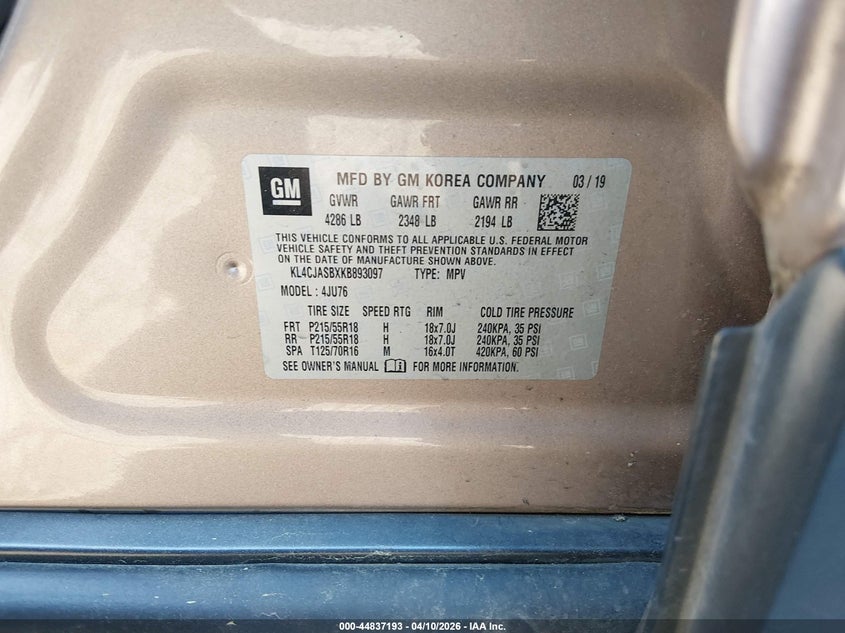 GM
MFD BY GM KOREA COMPANY 03 / 19
GVWR GAWR FRT GAWR RR
4286 LB 2348 LB 2194 LB
THIS VEHICLE CONFORMS TO ALL APPLICABLE U.S. FEDERAL MOTOR
VEHICLE SAFETY AND THEFT PREVENTION STANDARDS IN EFFECT
ON THE DATE OF MANUFACTURE SHOWN ABOVE.
KL4CJASBXKB893097 TYPE: MPV
MODEL : 4JU76
TIRE SIZE SPEED RTG RIM COLD TIRE PRESSURE
FRT P215/55R18 H 18x7.0J 240KPA, 35 PSI
RR P215/55R18 H 18x7.0J 240KPA, 35 PSI
SPA T125/70R16 M 16x4.0T 420KPA, 60 PSI
SEE OWNER'S MANUAL FOR MORE INFORMATION.
000-44837193 - 04/10/2026 - IAA Inc.